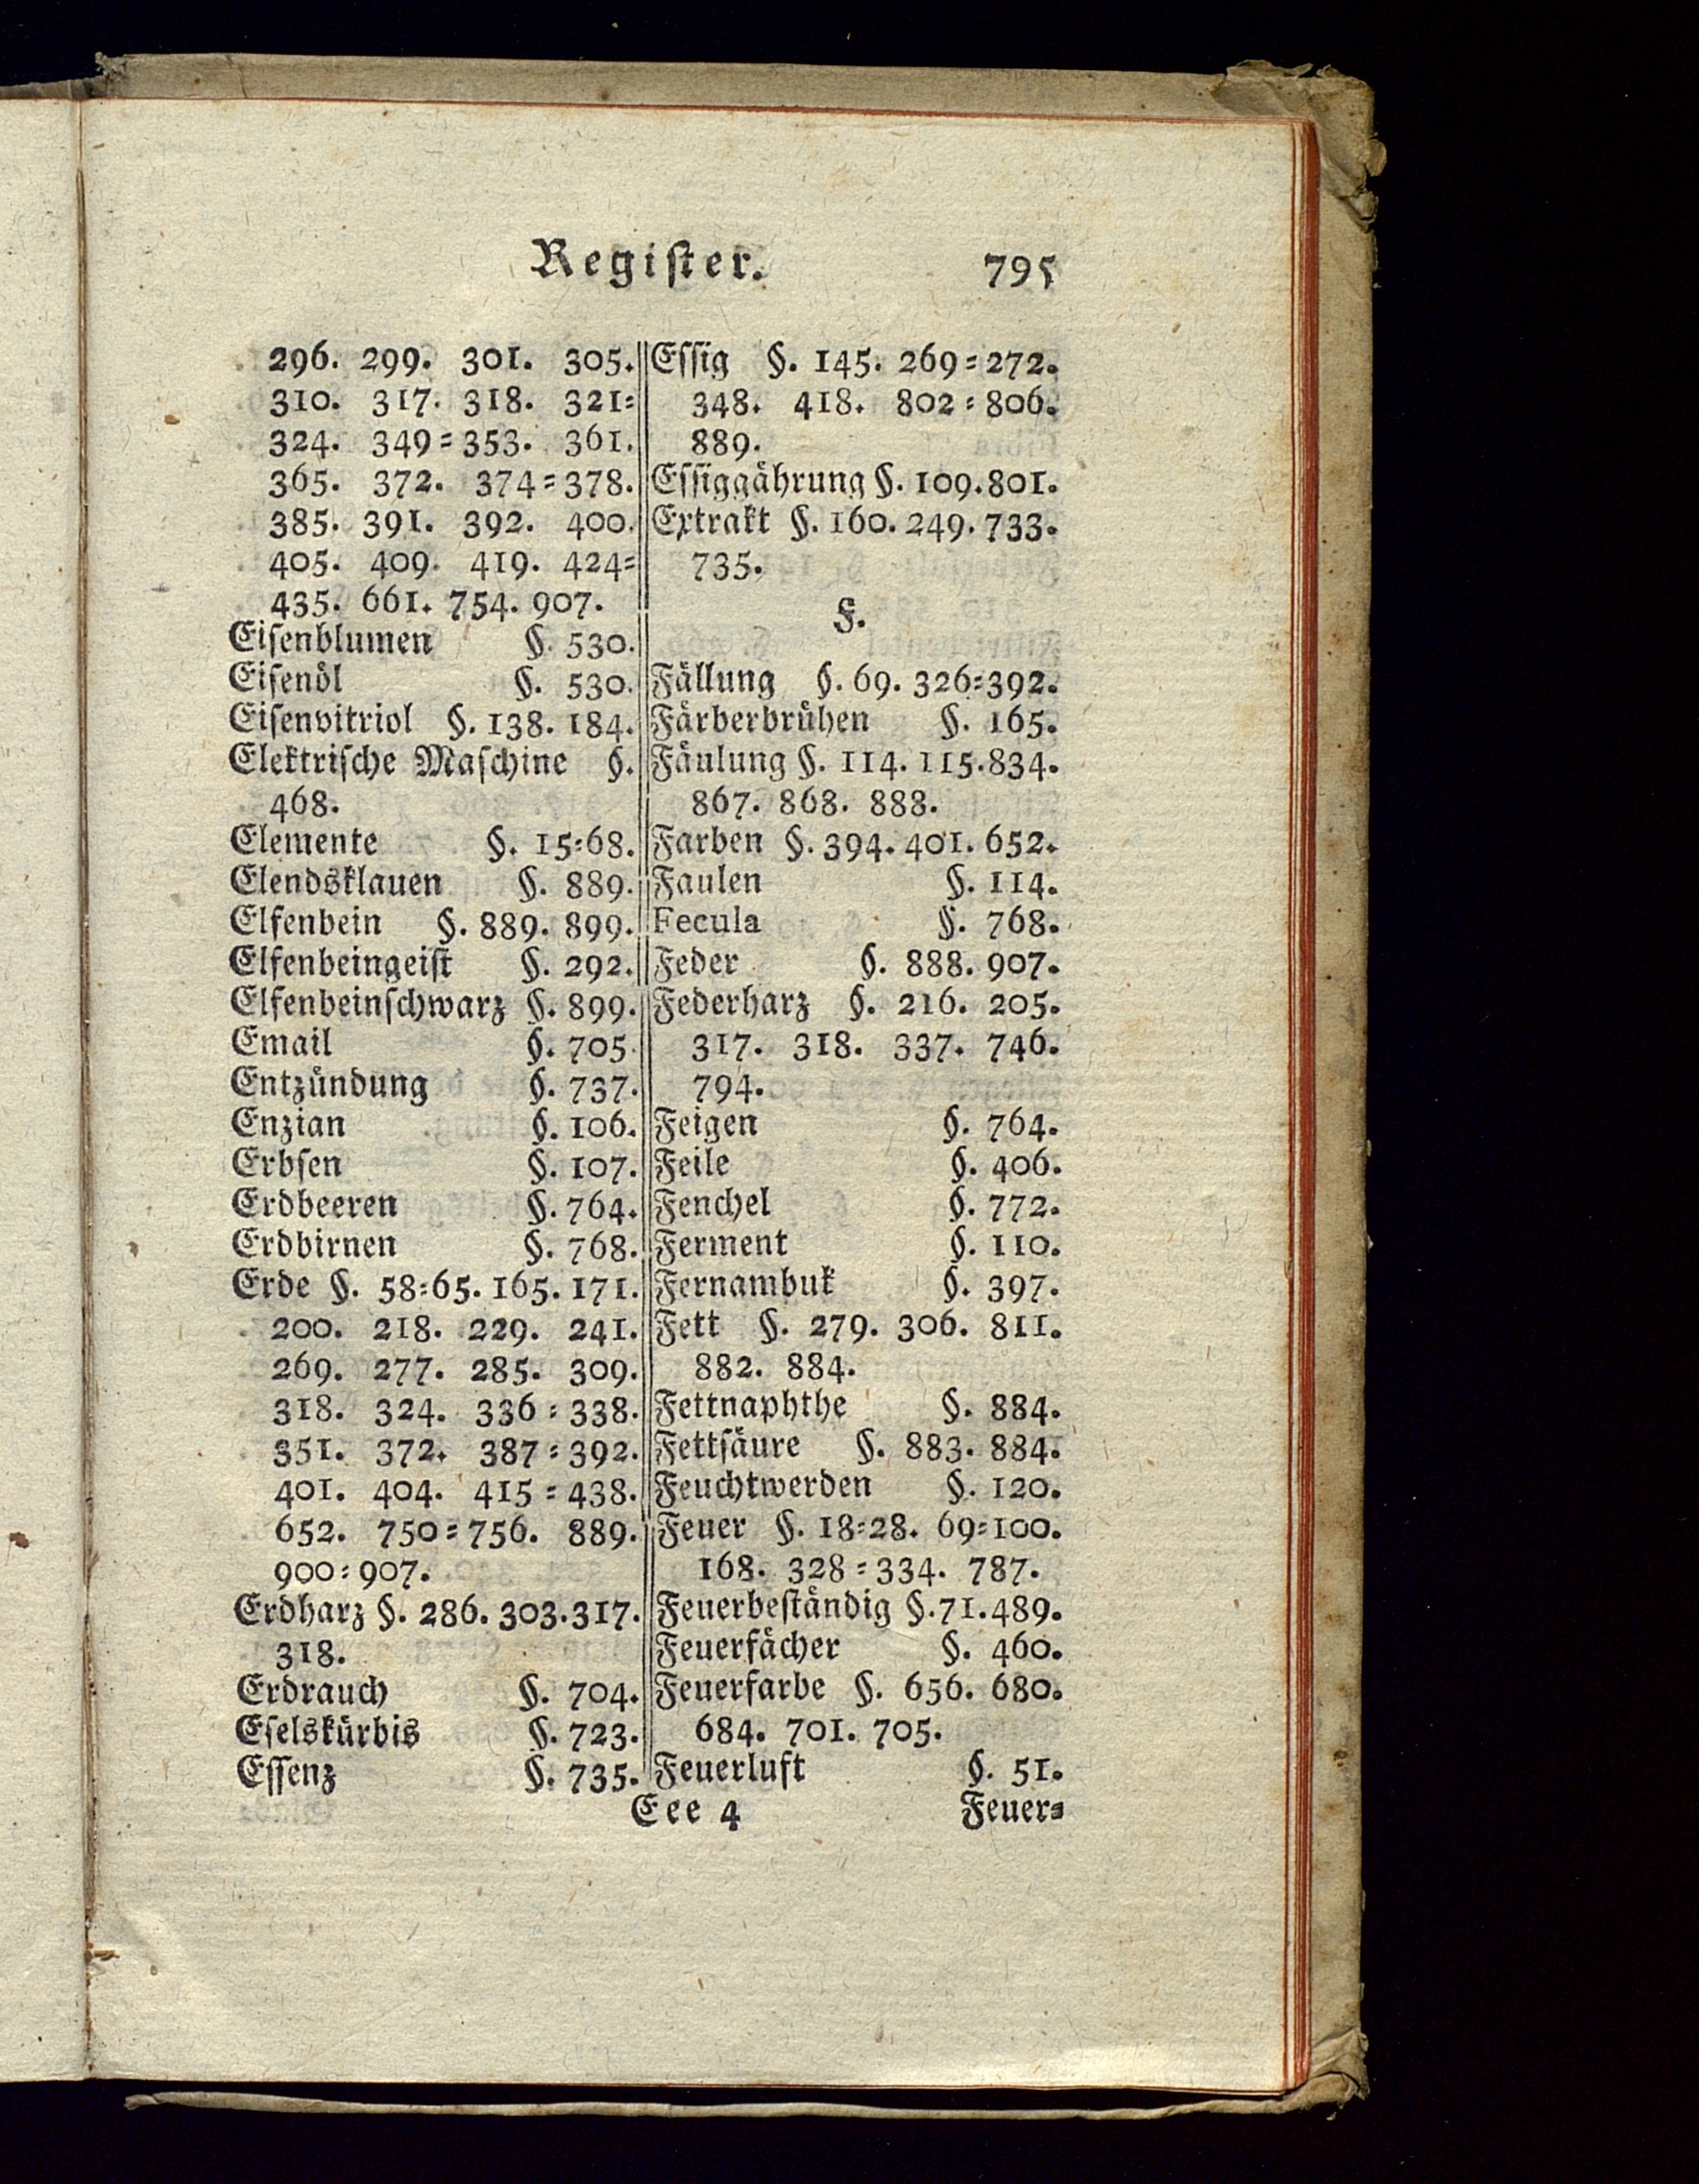 Register.
795
296. 299. 301. 305.
310. 317. 318. 321=
324. 349=353. 361.
365. 372. 374=378.
385. 391. 392. 400.
405. 409. 419. 424=
435. 661. 754. 907.
Eiſenblumen §. 530.
Eiſenöl §. 530.
Eiſenvitriol §. 138. 184.
Elektriſche Maſchine §.
468.
Elemente §. 15=68.
Elendsklauen §. 889.
Elfenbein §. 889. 899.
Elfenbeingeiſt §. 292.
Elfenbeinſchwarz §. 899.
Email §. 705.
Entzündung §. 737.
Enzian §. 106.
Erbſen §. 107.
Erdbeeren §. 764.
Erdbirnen §. 768.
Erde §. 58=65. 165. 171.
200. 218. 229. 241.
269. 277. 285. 309.
318. 324. 336=338.
351. 372. 387=392.
401. 404. 415=438.
652. 750=756. 889.
900=907.
Erdharz §. 286. 303. 317.
318.
Erdrauch §. 704.
Eſelskürbis §. 723.
Eſſenz §. 735.
Eſſig §. 145. 269=272.
348. 418. 802=806.
889.
Eſſiggährung §. 109. 801.
Extrakt §. 160. 249. 733.
735.
F.
Fällung §. 69. 326=392.
Färberbrühen §. 165.
Fäulung §. 114. 115. 834.
867. 868. 888.
Farben §. 394. 401. 652.
Faulen §. 114.
Fecula §. 768.
Feder §. 888. 907.
Federharz §. 216. 205.
317. 318. 337. 746.
794.
Feigen §. 764.
Feile §. 406.
Fenchel §. 772.
Ferment §. 110.
Fernambuk §. 397.
Fett §. 279. 306. 811.
882. 884.
Fettnaphthe §. 884.
Fettſäure §. 883. 884.
Feuchtwerden §. 120.
Feuer §. 18=28. 69=100.
168. 328=334. 787.
Feuerbeſtändig §. 71. 489.
Feuerfächer §. 460.
Feuerfarbe §. 656. 680.
684. 701. 705.
Feuerluft §. 51.
Eee 4
Feuer=